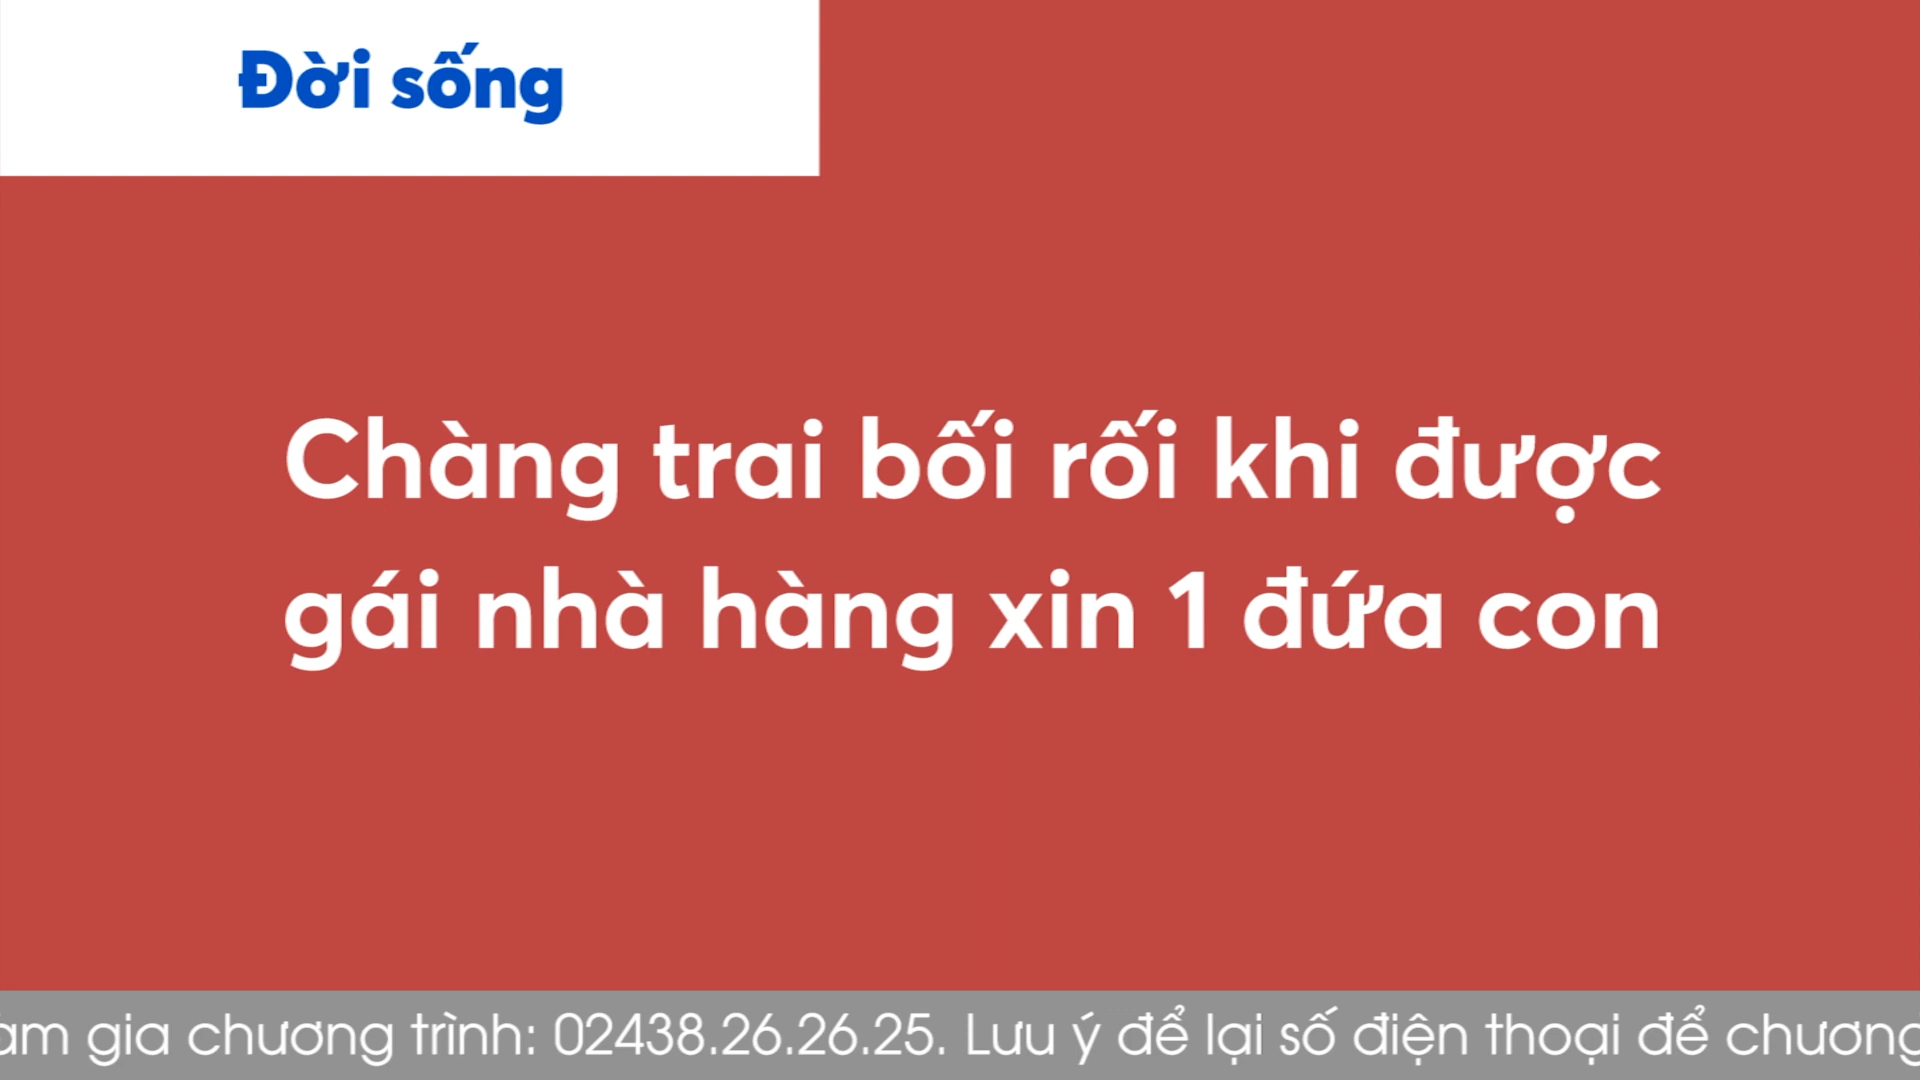 Đời sống
Chàng trai bối rối khi được
gái nhà hàng xin 1 đứa con
gia chương trình: 02438.26.26.25. Lưu ý để lại số điện thoại để chương